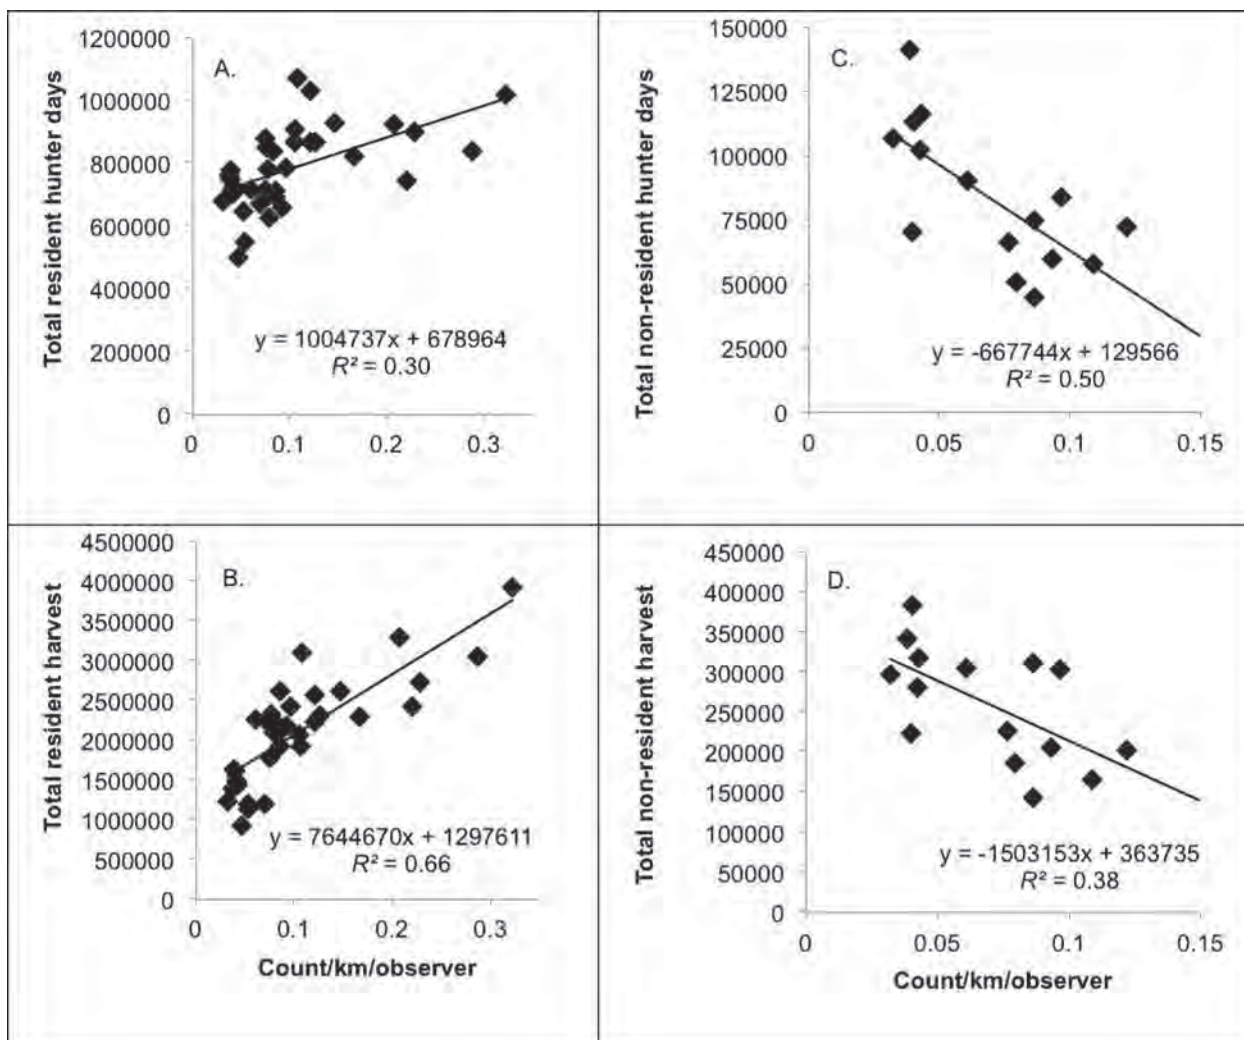 Total resident hunter days
A.
1200000
1000000
800000
600000
400000
200000
0
y = 1004737x + 678964
R² = 0.30
0 0.1 0.2 0.3
Total non-resident hunter days
C.
150000
125000
100000
75000
50000
25000
0
y = -667744x + 129566
R² = 0.50
0 0.05 0.1 0.15
Total resident harvest
B.
4500000
4000000
3500000
3000000
2500000
2000000
1500000
1000000
500000
0
y = 7644670x + 1297611
R² = 0.66
0 0.1 0.2 0.3
Count/km/observer
Total non-resident harvest
D.
450000
400000
350000
300000
250000
200000
150000
100000
50000
0
y = -1503153x + 363735
R² = 0.38
0 0.05 0.1 0.15
Count/km/observer